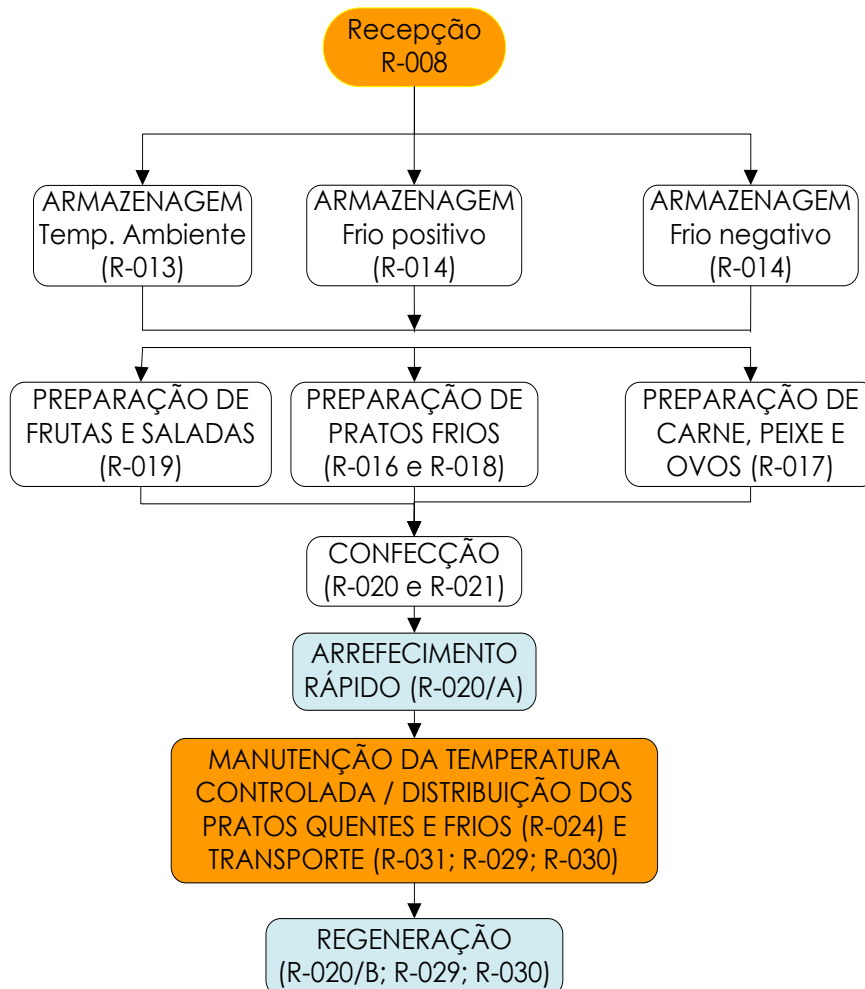 Recepção
R-008
ARMAZENAGEM
Temp. Ambiente
(R-013)
ARMAZENAGEM
Frio positivo
(R-014)
ARMAZENAGEM
Frio negativo
(R-014)
PREPARAÇÃO DE
FRUTAS E SALADAS
(R-019)
PREPARAÇÃO DE
PRATOS FRIOS
(R-016 e R-018)
PREPARAÇÃO DE
CARNE, PEIXE E
OVOS (R-017)
CONFECÇÃO
(R-020 e R-021)
ARREFECIMENTO
RÁPIDO (R-020/A)
MANUTENÇÃO DA TEMPERATURA
CONTROLADA / DISTRIBUIÇÃO DOS
PRATOS QUENTES E FRIOS (R-024) E
TRANSPORTE (R-031; R-029; R-030)
REGENERAÇÃO
(R-020/B; R-029; R-030)